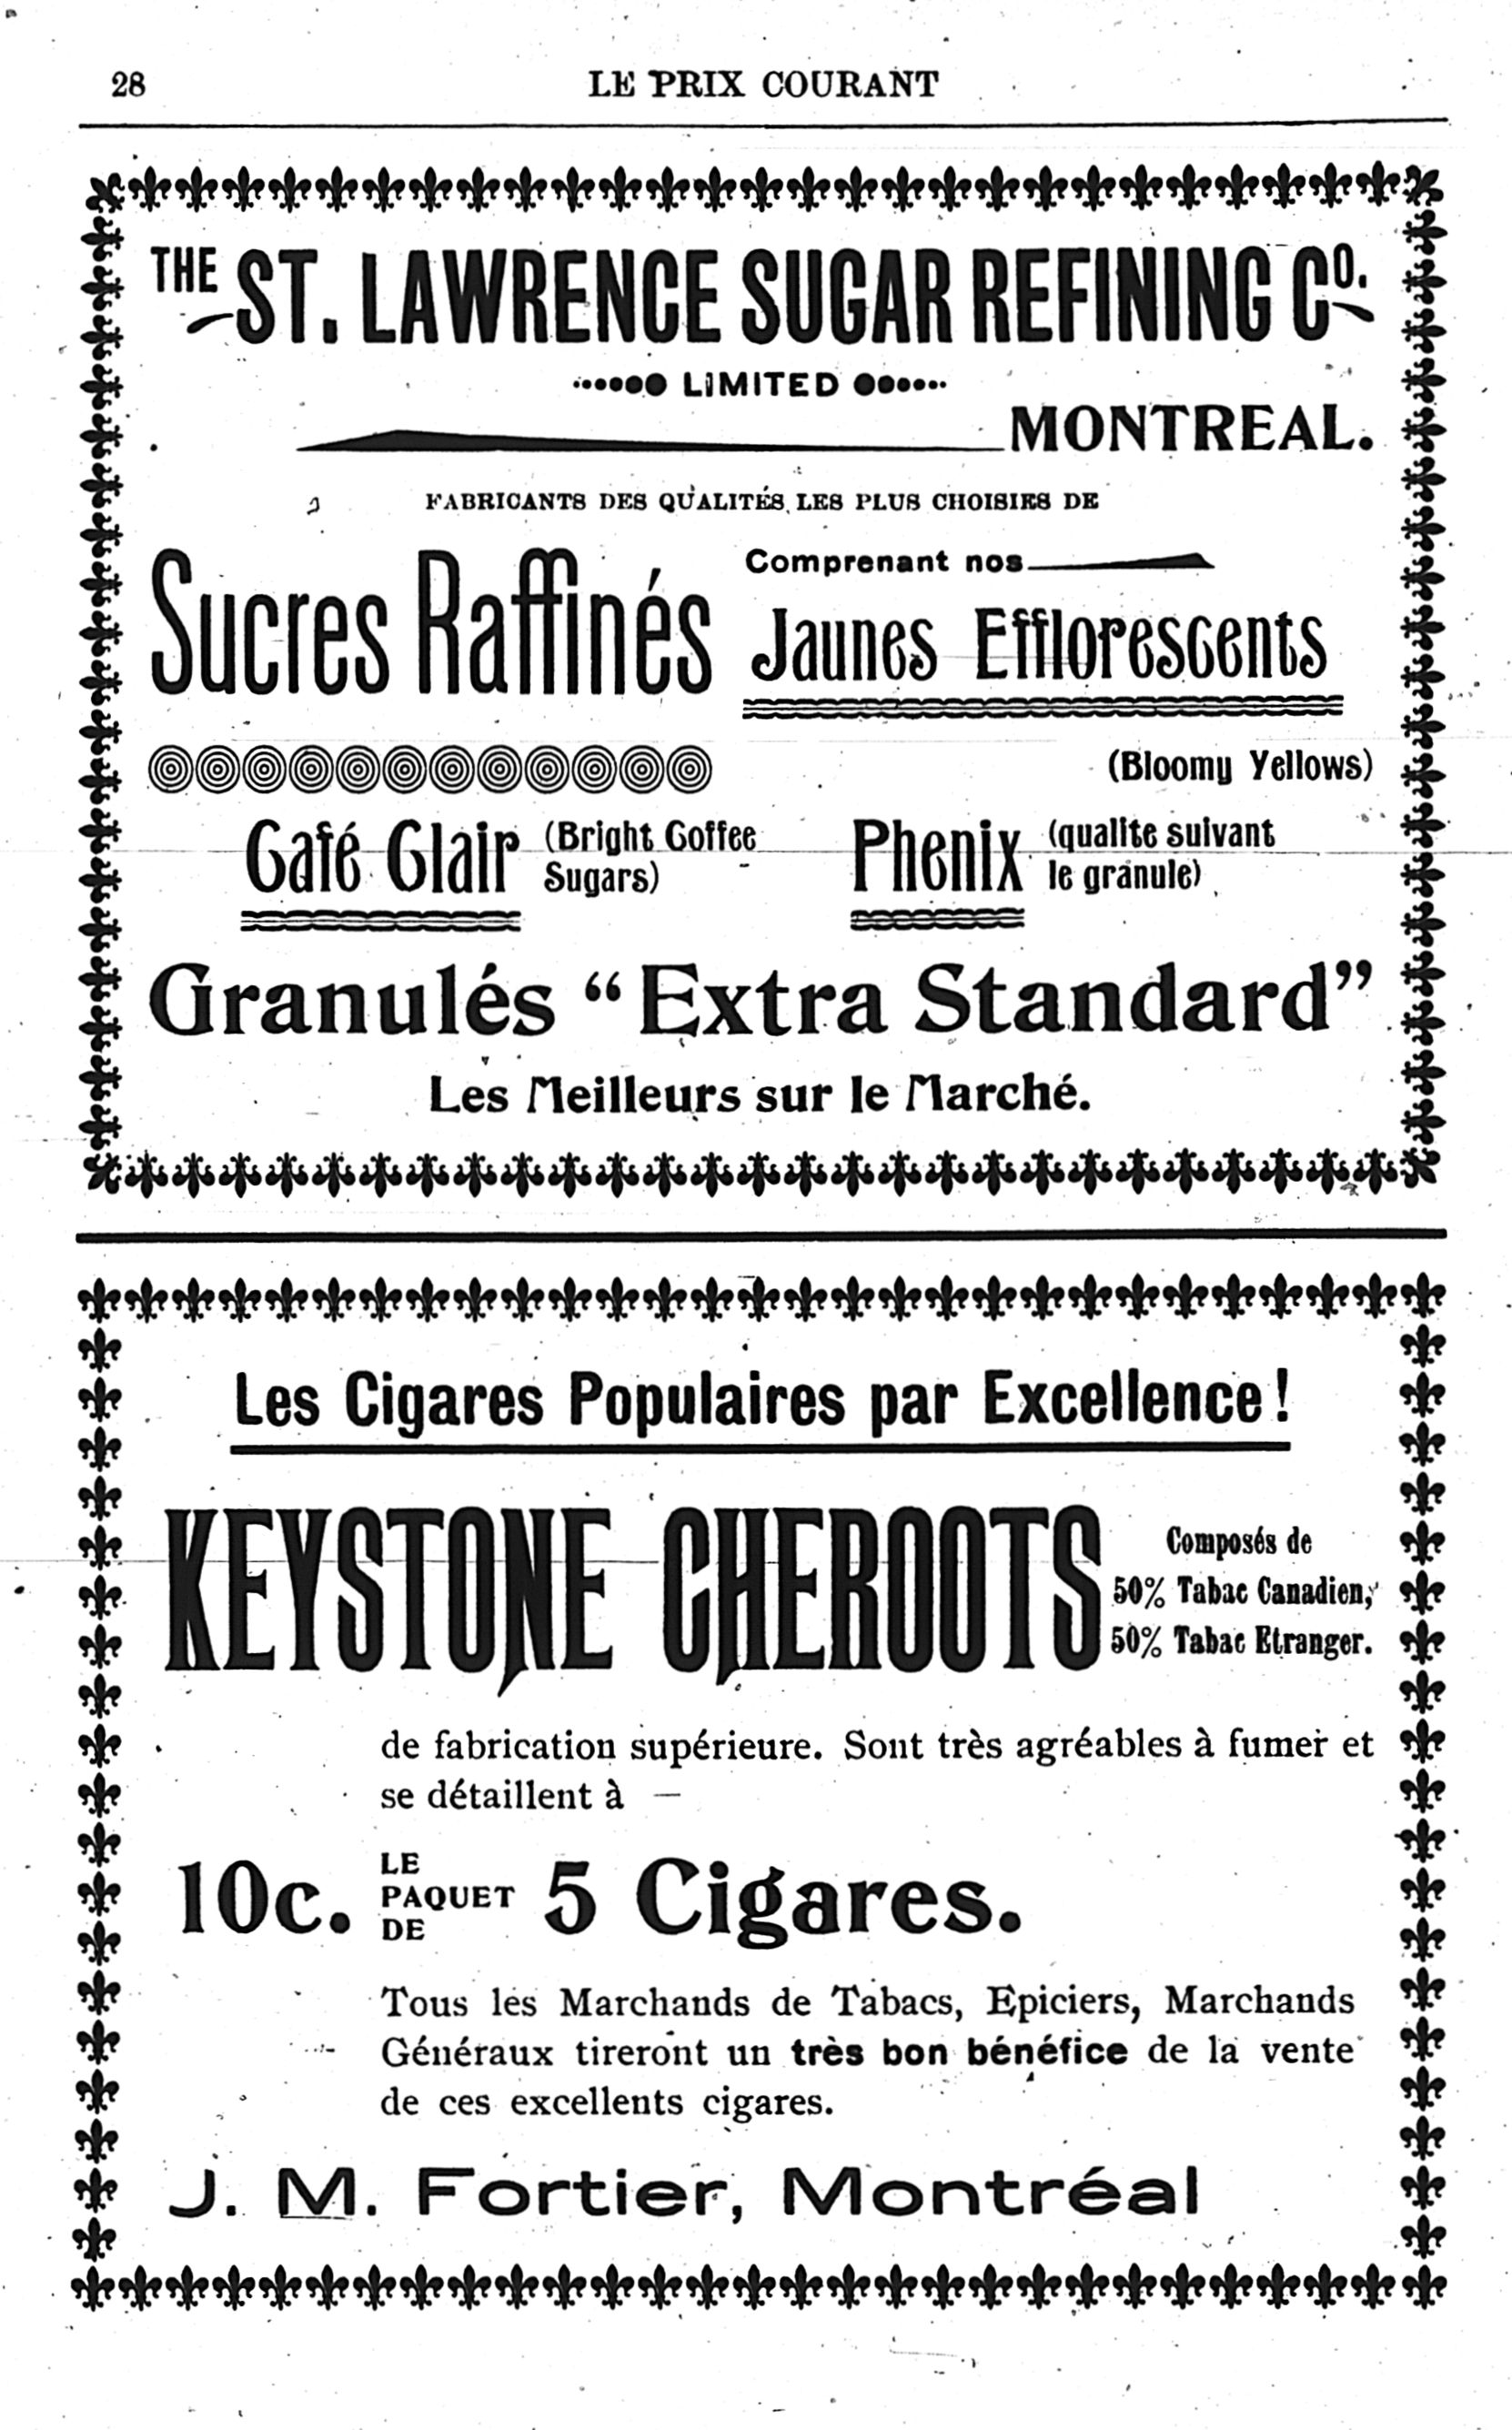 28
LE PRIX COURANT
THE ST. LAWRENCE SUGAR REFINING CO.
LIMITED
MONTREAL.
FABRICANTS DES QUALITÉS LES PLUS CHOISIES DE
Sucres Raffinés
Comprenant nos
Jaunes Efflorescents
(Bloomy Yellows)
Café Clair (Bright Coffee
Sugars)
Phenix (qualite suivant
le granule)
Granulés “Extra Standard”
Les Meilleurs sur le Marché.
Les Cigares Populaires par Excellence!
KEYSTONE CHEROOTS
Composés de
50% Tabac Canadien,
50% Tabac Etranger.
de fabrication supérieure. Sont très agréables à fumer et
se détaillent à —
10c. LE PAQUET DE 5 Cigares.
Tous les Marchands de Tabacs, Epiciers, Marchands
Généraux tireront un très bon bénéfice de la vente
de ces excellents cigares.
J. M. Fortier, Montréal